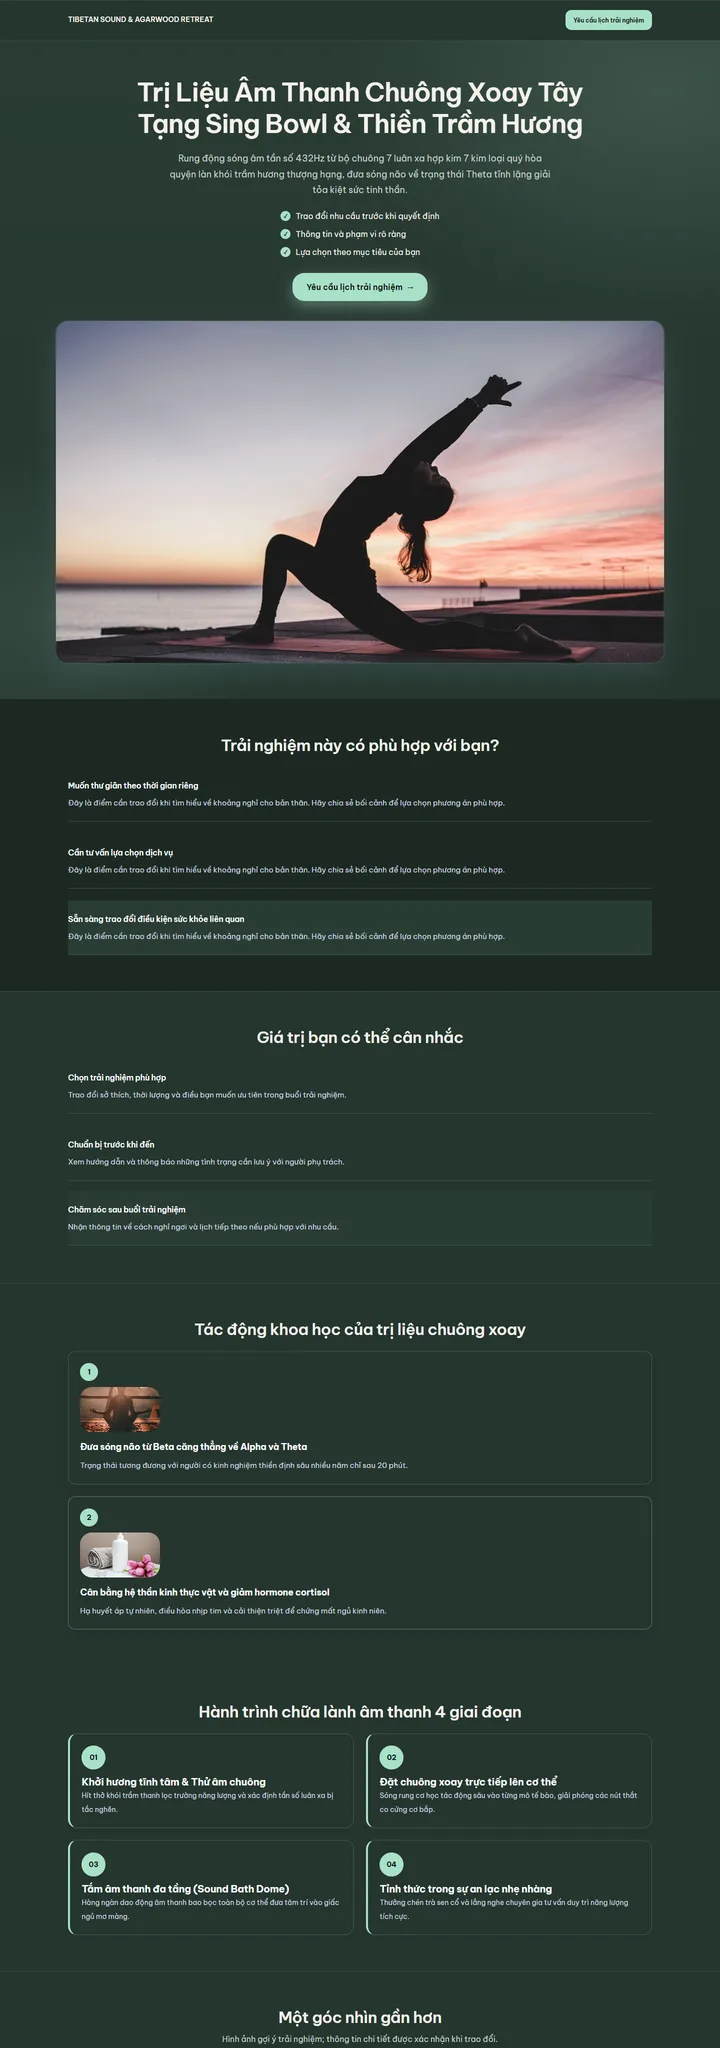 TIBETAN SOUND & AGARWOOD RETREAT
Yêu cầu lịch trải nghiệm
Trị Liệu Âm Thanh Chuông Xoay Tây
Tạng Sing Bowl & Thiền Trầm Hương
Rung động sóng âm tần số 432Hz từ bộ chuông 7 luân xa hợp kim 7 kim loại quý hòa
quyện làn khói trầm hương thượng hạng, đưa sóng não về trạng thái Theta tĩnh lặng giải
tỏa kiệt sức tinh thần.
Trao đổi nhu cầu trước khi quyết định
Thông tin và phạm vi rõ ràng
Lựa chọn theo mục tiêu của bạn
Yêu cầu lịch trải nghiệm →
Trải nghiệm này có phù hợp với bạn?
Muốn thư giãn theo thời gian riêng
Đây là điểm cần trao đổi khi tìm hiểu về khoảng nghỉ cho bản thân. Hãy chia sẻ bối cảnh để lựa chọn phương án phù hợp.
Cần tư vấn lựa chọn dịch vụ
Đây là điểm cần trao đổi khi tìm hiểu về khoảng nghỉ cho bản thân. Hãy chia sẻ bối cảnh để lựa chọn phương án phù hợp.
Sẵn sàng trao đổi điều kiện sức khỏe liên quan
Đây là điểm cần trao đổi khi tìm hiểu về khoảng nghỉ cho bản thân. Hãy chia sẻ bối cảnh để lựa chọn phương án phù hợp.
Giá trị bạn có thể cân nhắc
Chọn trải nghiệm phù hợp
Trao đổi sở thích, thời lượng và điều bạn muốn ưu tiên trong buổi trải nghiệm.
Chuẩn bị trước khi đến
Xem hướng dẫn và thông báo những tình trạng cần lưu ý với người phụ trách.
Chăm sóc sau buổi trải nghiệm
Nhận thông tin về cách nghỉ ngơi và lịch tiếp theo nếu phù hợp với nhu cầu.
Tác động khoa học của trị liệu chuông xoay
1
Đưa sóng não từ Beta căng thẳng về Alpha và Theta
Trạng thái tương đương với người có kinh nghiệm thiền định sâu nhiều năm chỉ sau 20 phút.
2
Cân bằng hệ thần kinh thực vật và giảm hormone cortisol
Hạ huyết áp tự nhiên, điều hòa nhịp tim và cải thiện triệt để chứng mất ngủ kinh niên.
Hành trình chữa lành âm thanh 4 giai đoạn
01
Khởi hương tĩnh tâm & Thử âm chuông
Hít thở khói trầm thanh lọc trường năng lượng và xác định tần số luân xa bị
tắc nghẽn.
02
Đặt chuông xoay trực tiếp lên cơ thể
Sóng rung cơ học tác động sâu vào từng mô tế bào, giải phóng các nút thắt
co cứng cơ bắp.
03
Tắm âm thanh đa tầng (Sound Bath Dome)
Hàng ngàn dao động âm thanh bao bọc toàn bộ cơ thể đưa tâm trí vào giấc
ngủ mơ màng.
04
Tỉnh thức trong sự an lạc nhẹ nhàng
Thưởng chén trà sen cổ và lắng nghe chuyên gia tư vấn duy trì năng lượng
tích cực.
Một góc nhìn gần hơn
Hình ảnh gợi ý trải nghiệm; thông tin chi tiết được xác nhận khi trao đổi.